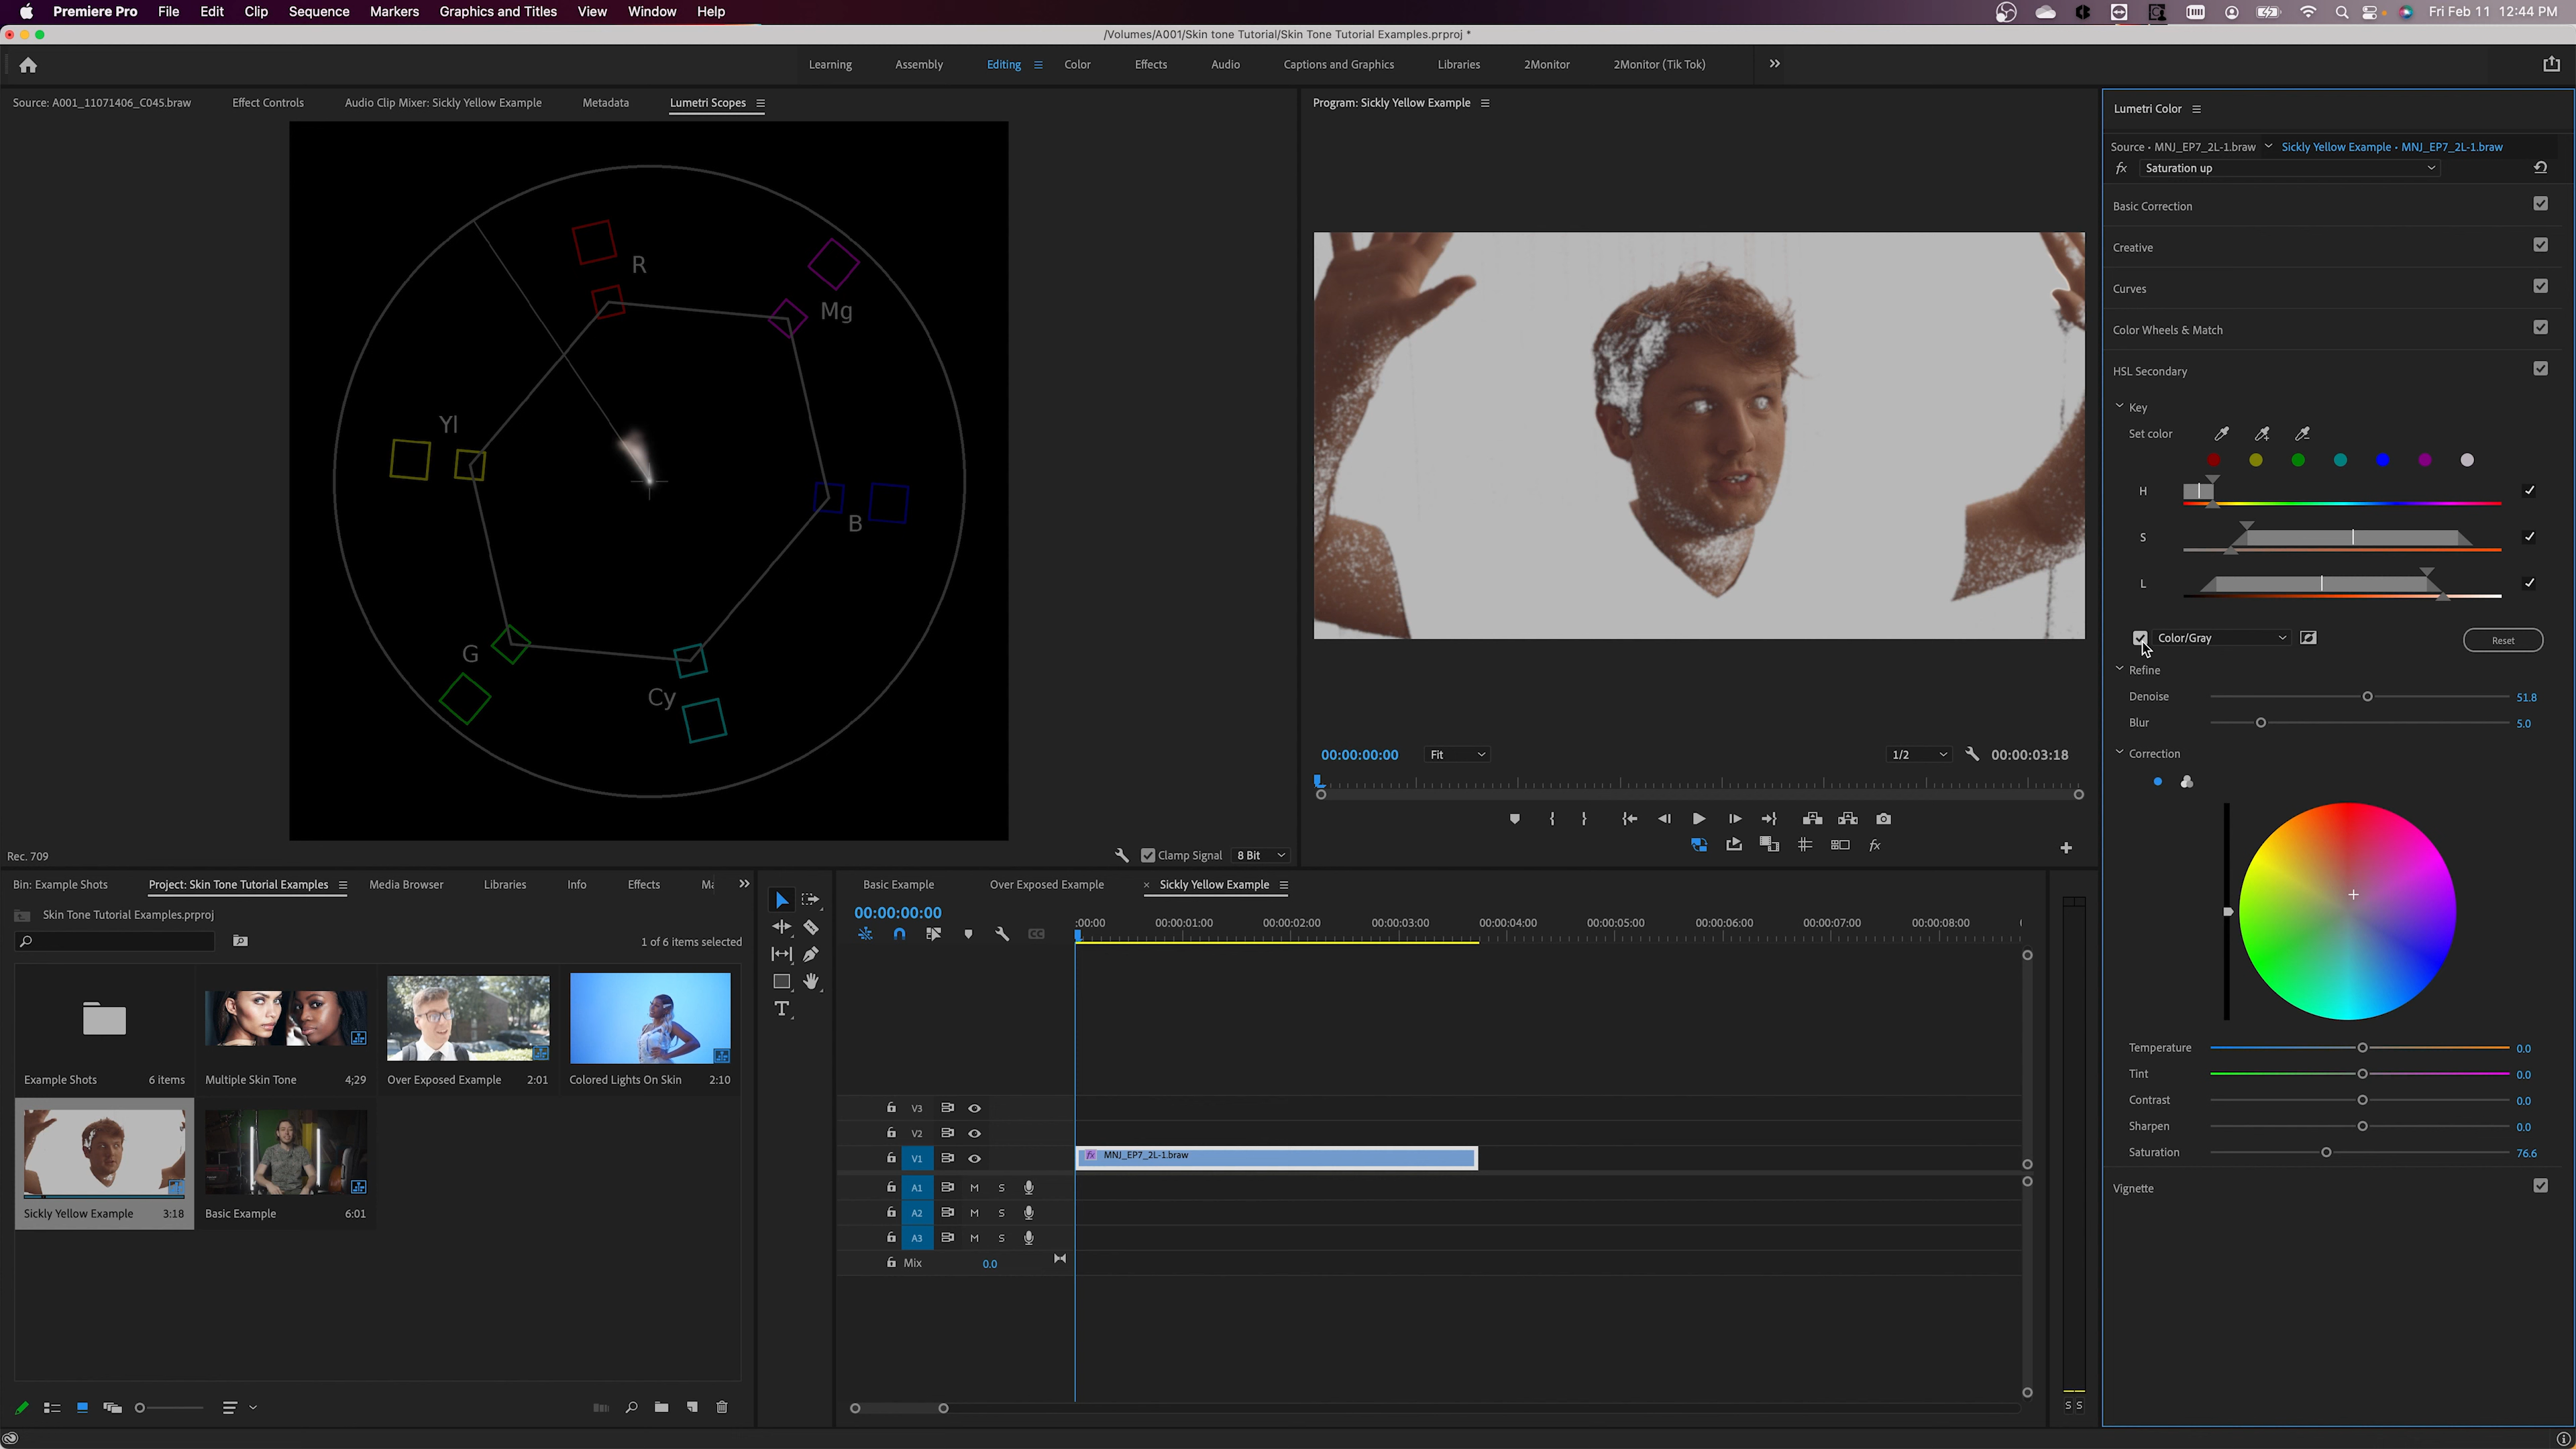 Premiere Pro File Edit Clip Sequence Markers Graphics and Titles View Window Help Fri Feb 11 12:44 PM
/Volumes/A001/Skin tone Tutorial/Skin Tone Tutorial Examples.prproj *
Learning Assembly Editing Color Effects Audio Captions and Graphics Libraries 2Monitor 2Monitor (Tik Tok)
Source: A001_11071406_C045.braw Effect Controls Audio Clip Mixer: Sickly Yellow Example Metadata Lumetri Scopes
R
Mg
Yl
B
G
Cy
Rec. 709 Clamp Signal 8 Bit
Program: Sickly Yellow Example
00:00:00:00 Fit 1/2 00:00:03:18
Lumetri Color
Source • MNJ_EP7_2L-1.braw Sickly Yellow Example • MNJ_EP7_2L-1.braw
fx Saturation up
Basic Correction
Creative
Curves
Color Wheels & Match
HSL Secondary
Key
Set color
H
S
L
Color/Gray Reset
Refine
Denoise 51.8
Blur 5.0
Correction
Temperature 0.0
Tint 0.0
Contrast 0.0
Sharpen 0.0
Saturation 76.6
Vignette
Bin: Example Shots Project: Skin Tone Tutorial Examples Media Browser Libraries Info Effects
Skin Tone Tutorial Examples.prproj
1 of 6 items selected
Example Shots 6 items Multiple Skin Tone 4;29 Over Exposed Example 2:01 Colored Lights On Skin 2:10
Sickly Yellow Example 3:18 Basic Example 6:01
Basic Example Over Exposed Example × Sickly Yellow Example
00:00:00:00
:00:00 00:00:01:00 00:00:02:00 00:00:03:00 00:00:04:00 00:00:05:00 00:00:06:00 00:00:07:00 00:00:08:00
V3
V2
V1 fx MNJ_EP7_2L-1.braw
A1 M S
A2 M S
A3 M S
Mix 0.0
S S